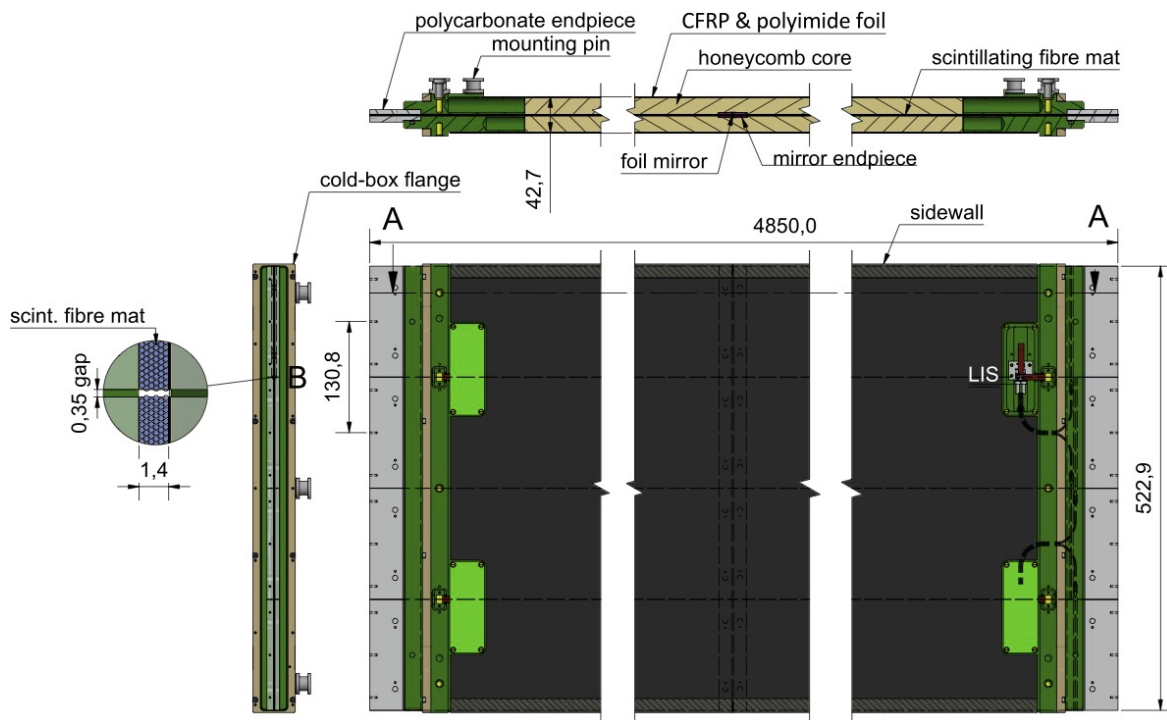 polycarbonate endpiece
mounting pin
CFRP & polyimide foil
honeycomb core
scintillating fibre mat
foil mirror
mirror endpiece
42,7
cold-box flange
A
A
sidewall
4850,0
scint. fibre mat
0,35 gap
B
1,4
130,8
LIS
522,9